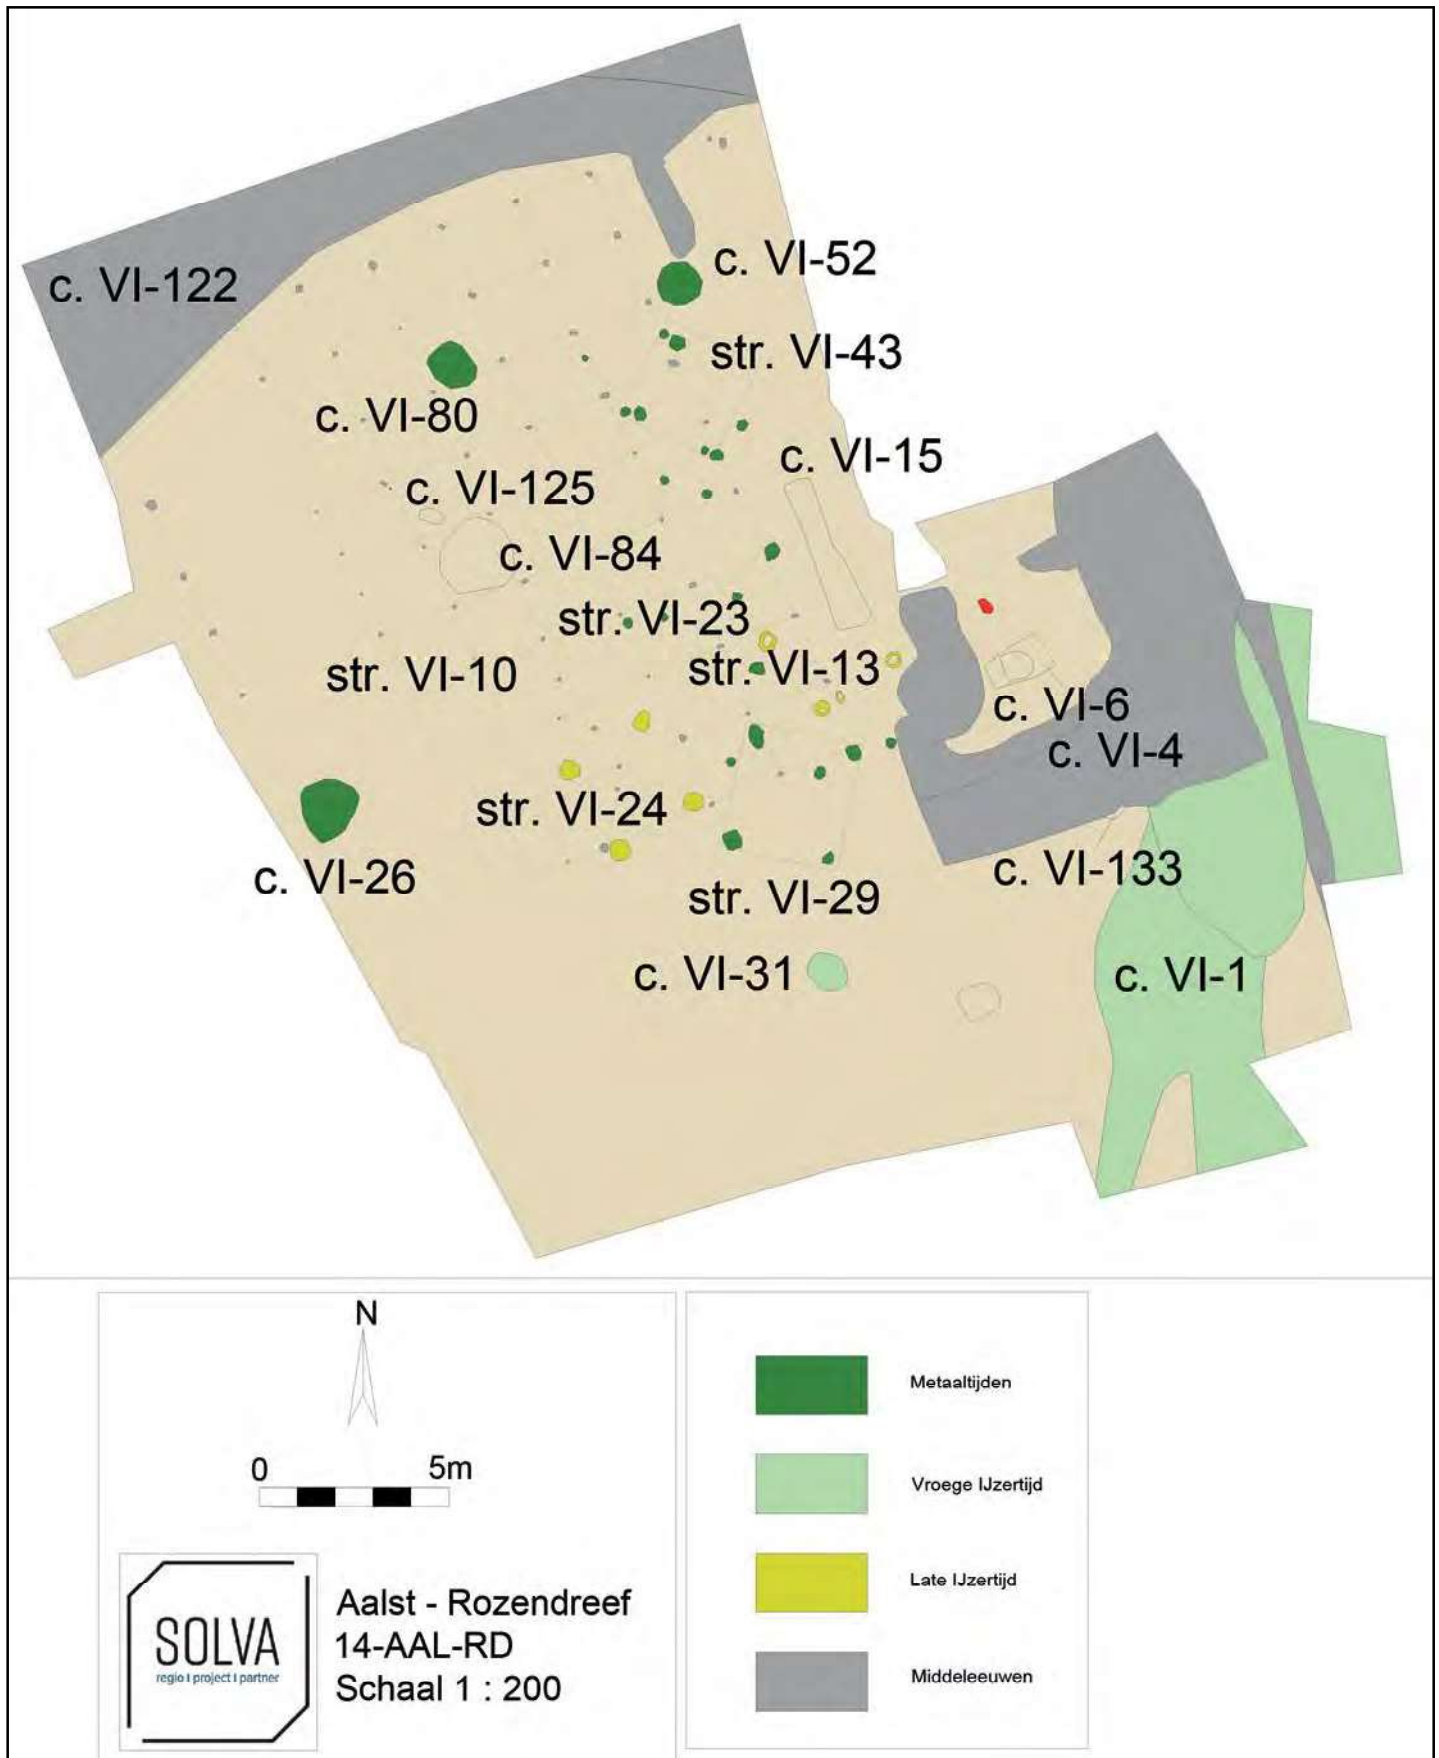 c. VI-52
c. VI-122
str. VI-43
c. VI-80
c. VI-15
c. VI-125
c. VI-84
str. VI-23
str. VI-13
str. VI-10
c. VI-6
c. VI-4
str. VI-24
c. VI-133
c. VI-26
str. VI-29
c. VI-31
c. VI-1
N
0 5m
SOLVA
regio I project I partner
Aalst - Rozendreef
14-AAL-RD
Schaal 1 : 200
Metaaltijden
Vroege IJzertijd
Late IJzertijd
Middeleeuwen